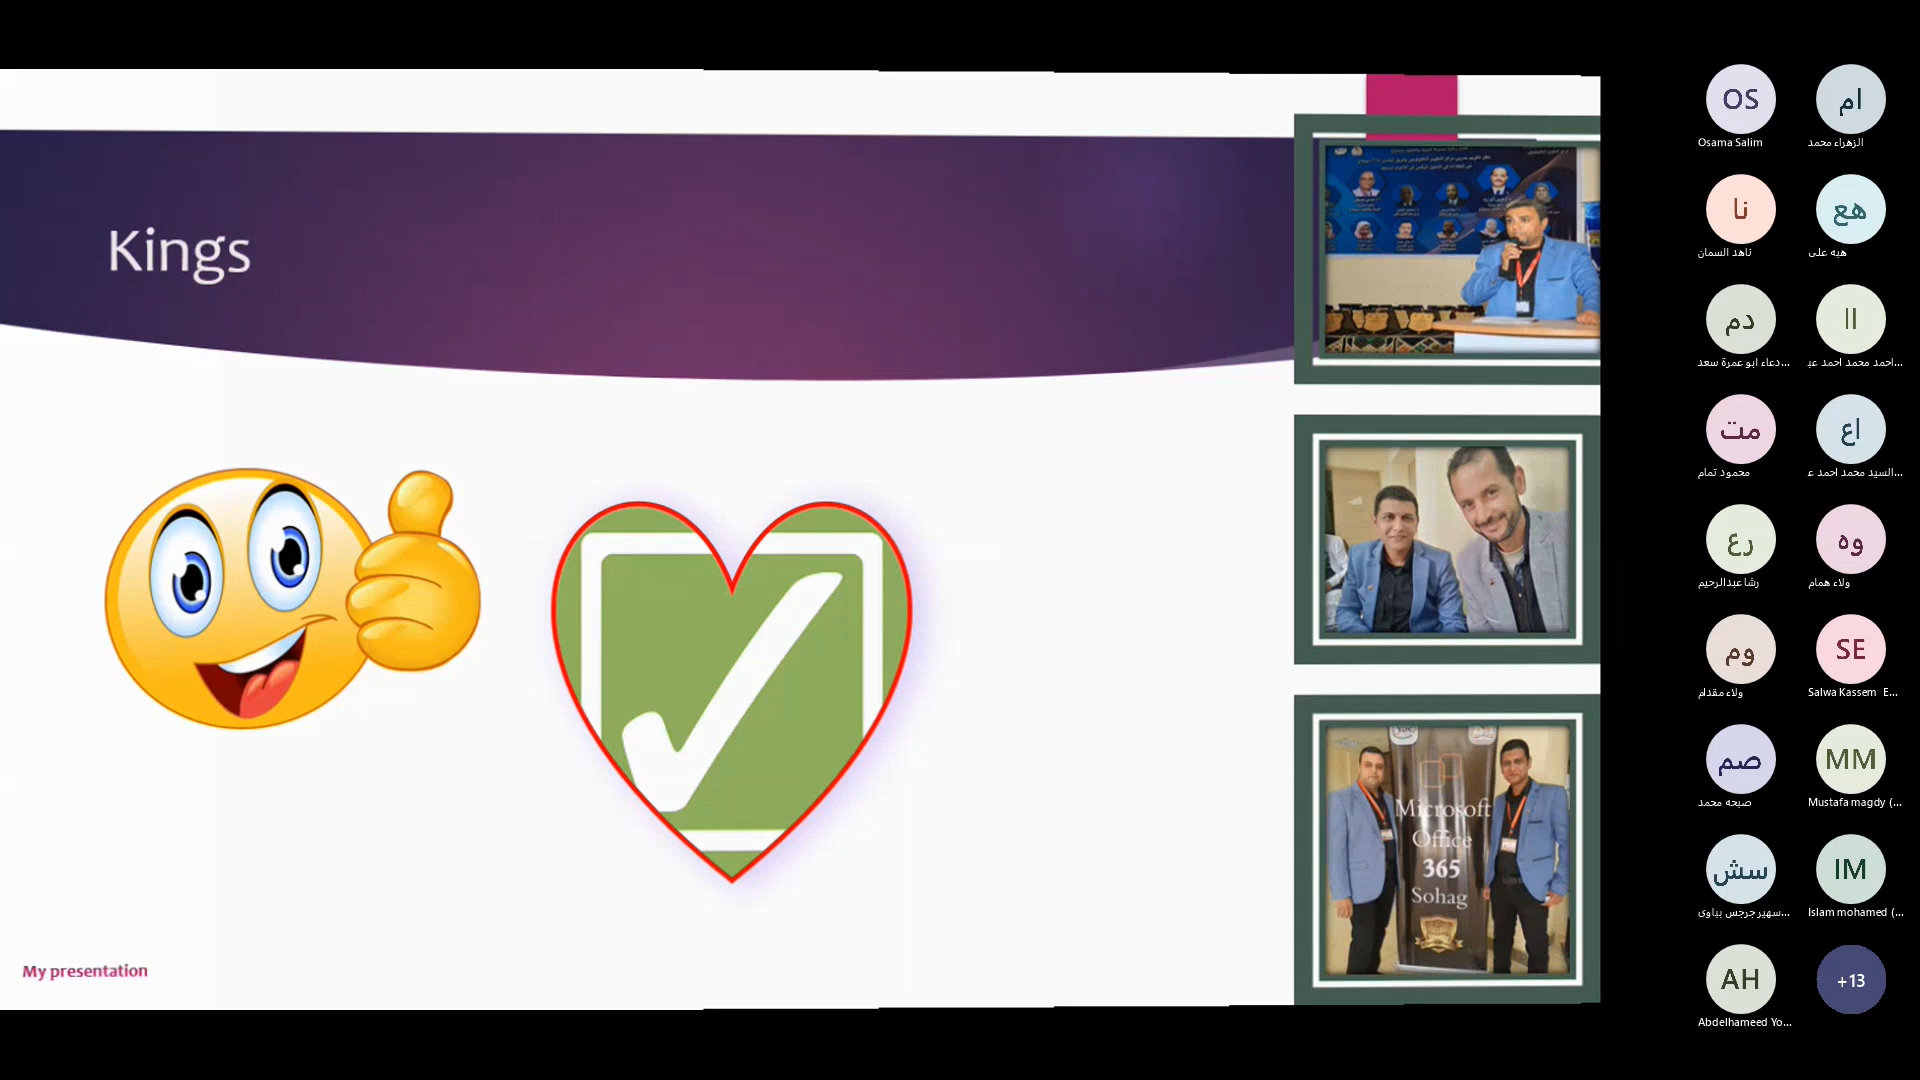 Kings
Microsoft
Office
365
Sohag
My presentation
OS
Osama Salim
ام
الزهراء محمد
نا
ناهد السمان
هع
هبه على
دم
دعاء ابو عمرة سعد...
اا
احمد محمد احمد عب...
مت
محمود تمام
اع
السيد محمد احمد ع...
رع
رشا عبدالرحيم
وه
ولاء همام
وم
ولاء مقدام
SE
Salwa Kassem E...
صم
صبحه محمد
MM
Mustafa magdy (...
سش
سهير جرجس بباوى...
IM
Islam mohamed (...
AH
Abdelhameed Yo...
+13